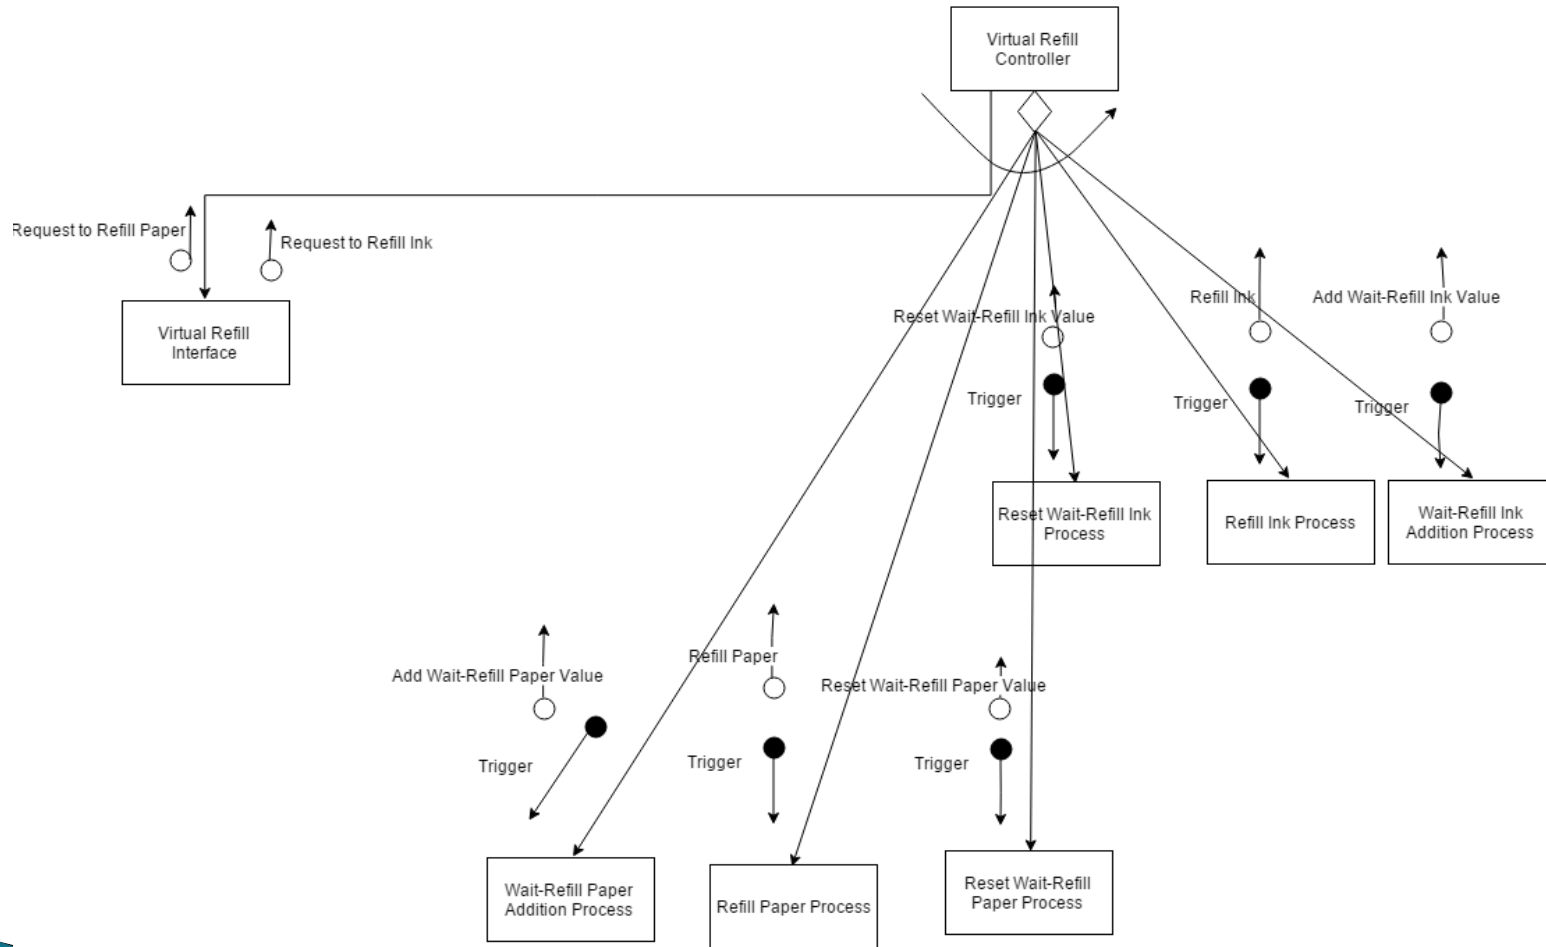 Virtual Refill
Controller
Request to Refill Paper
Request to Refill Ink
Virtual Refill
Interface
Reset Wait-Refill Ink Value
Refill Ink
Add Wait-Refill Ink Value
Trigger
Trigger
Trigger
Reset Wait-Refill Ink
Process
Refill Ink Process
Wait-Refill Ink
Addition Process
Add Wait-Refill Paper Value
Refill Paper
Reset Wait-Refill Paper Value
Trigger
Trigger
Trigger
Wait-Refill Paper
Addition Process
Refill Paper Process
Reset Wait-Refill
Paper Process